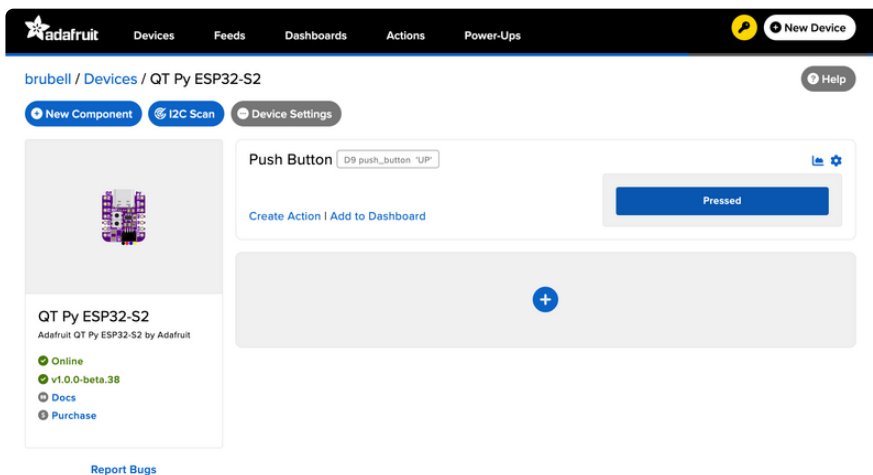 adafruit Devices Feeds Dashboards Actions Power-Ups New Device
brubell / Devices / QT Py ESP32-S2 Help
New Component I2C Scan Device Settings
Push Button D9 push_button 'UP'
Pressed
Create Action | Add to Dashboard
QT Py ESP32-S2
Adafruit QT Py ESP32-S2 by Adafruit
Online
v1.0.0-beta.38
Docs
Purchase
Report Bugs